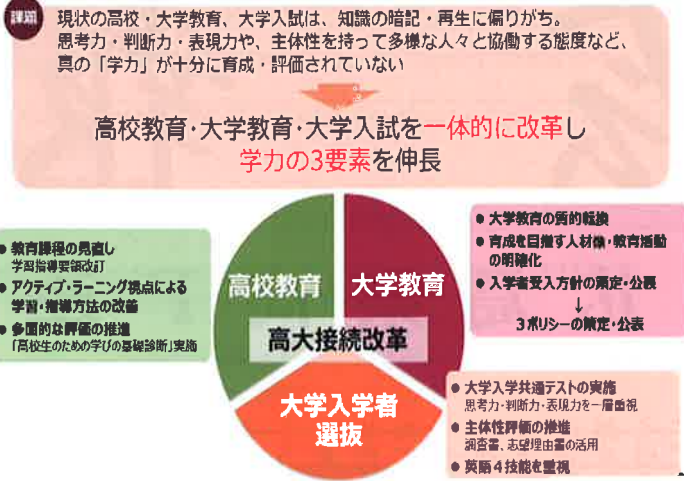 課題
現状の高校・大学教育、大学入試は、知識の暗記・再生に偏りがち。
思考力・判断力・表現力や、主体性を持って多様な人々と協働する態度など、
真の「学力」が十分に育成・評価されていない
高校教育・大学教育・大学入試を一体的に改革し
学力の3要素を伸長
● 教育課程の見直し
学習指導要領改訂
● アクティブ・ラーニング視点による
学習・指導方法の改善
● 多面的な評価の推進
「高校生のための学びの基礎診断」実施
高校教育
大学教育
高大接続改革
大学入学者
選抜
● 大学教育の質的転換
● 育成を目指す人材像・教育活動
の明確化
● 入学者受入方針の策定・公表
↓
3ポリシーの策定・公表
● 大学入学共通テストの実施
思考力・判断力・表現力を一層重視
● 主体性評価の推進
調査書、志望理由書の活用
● 英語4技能を重視